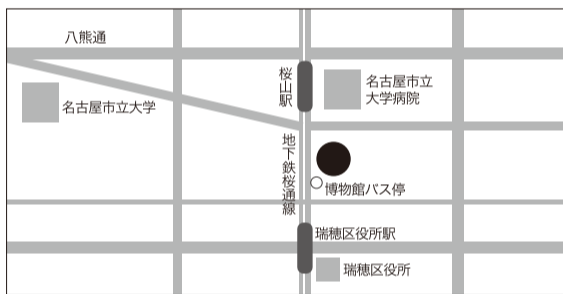 八熊通
桜山駅
名古屋市立
大学病院
名古屋市立大学
地下鉄桜通線
博物館バス停
瑞穂区役所駅
瑞穂区役所